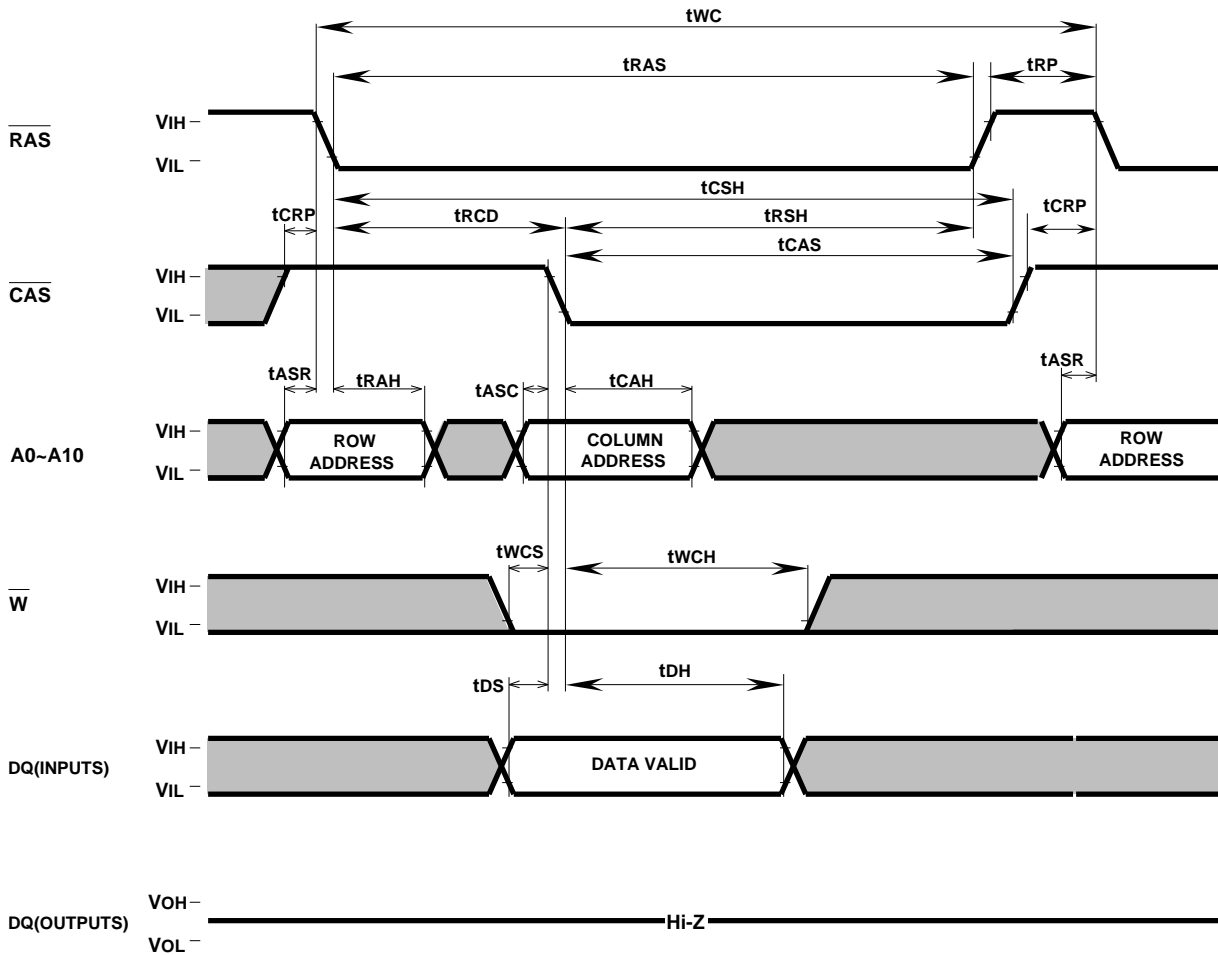 tWC
tRAS
tRP
RAS
VIH
VIL
tCSH
tCRP
tRCD
tRSH
tCRP
tCAS
CAS
VIH
VIL
tASR
tRAH
tASC
tCAH
tASR
A0~A10
VIH
VIL
ROW
ADDRESS
COLUMN
ADDRESS
ROW
ADDRESS
tWCS
tWCH
W
VIH
VIL
tDS
tDH
DQ(INPUTS)
VIH
VIL
DATA VALID
DQ(OUTPUTS)
VOH
VOL
Hi-Z